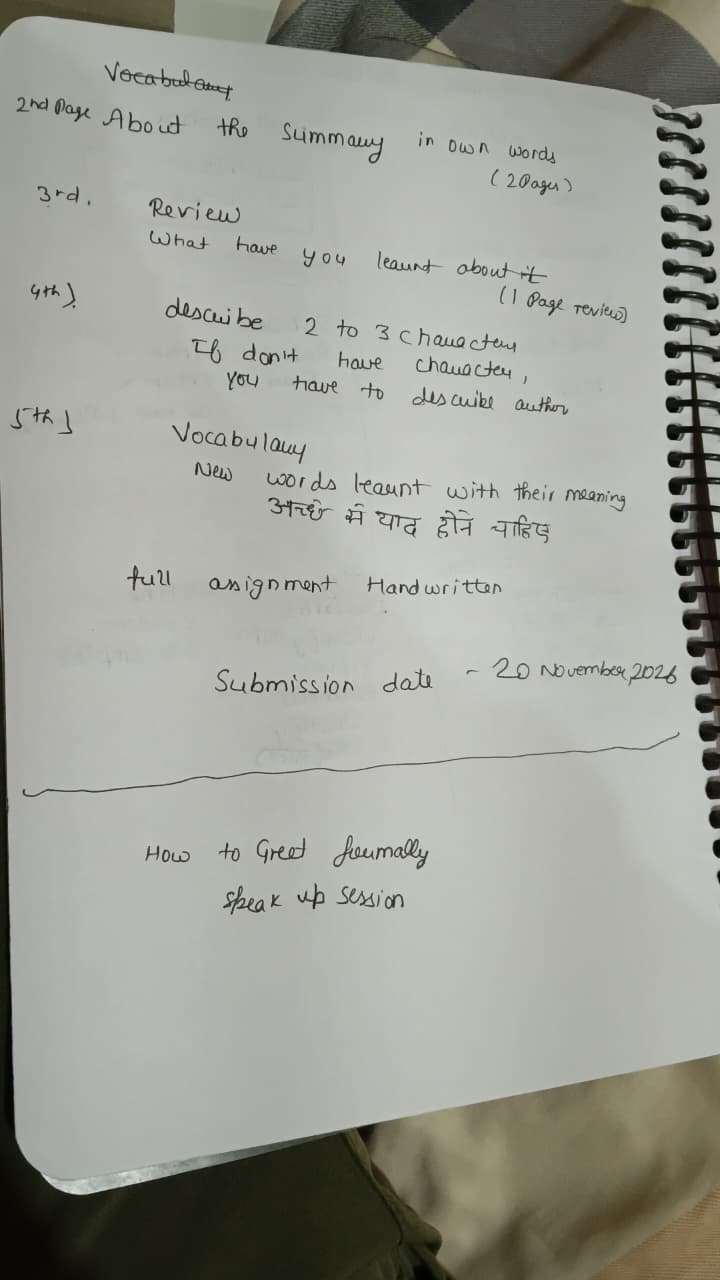 Vocabulary
2nd Page About the Summary in own words
(2 Pages)
3rd. Review
What have you learnt about it
(1 Page review)
4th) describe 2 to 3 characters
If don't have character,
You have to describe author
5th) Vocabulary
New words learnt with their meaning
अच्छे में याद होने चाहिए
full assignment Handwritten
Submission date - 20 November, 2026
How to Greet formally
speak up session